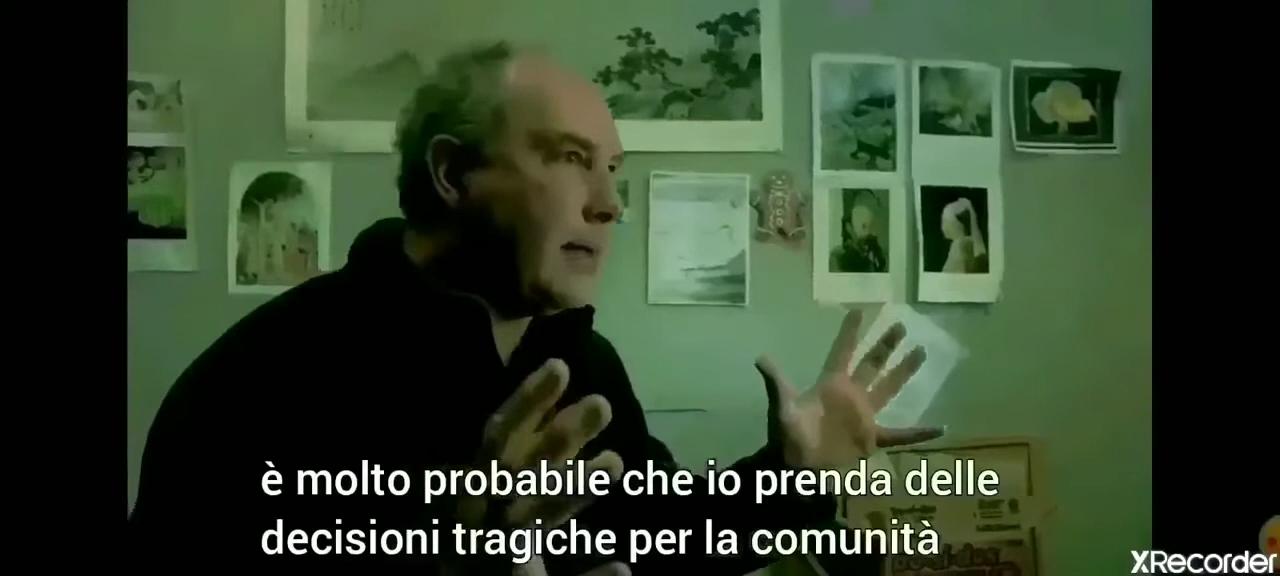 è molto probabile che io prenda delle
decisioni tragiche per la comunità
XRecorder